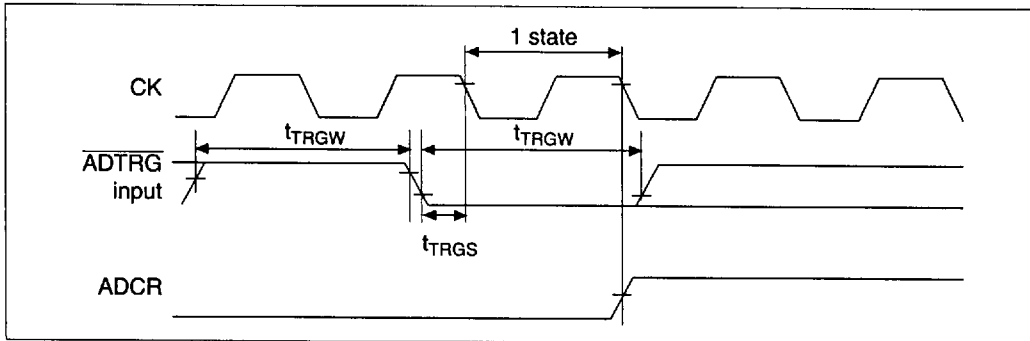 1 state
CK
tTRGW
tTRGW
ADTRG
input
tTRGS
ADCR